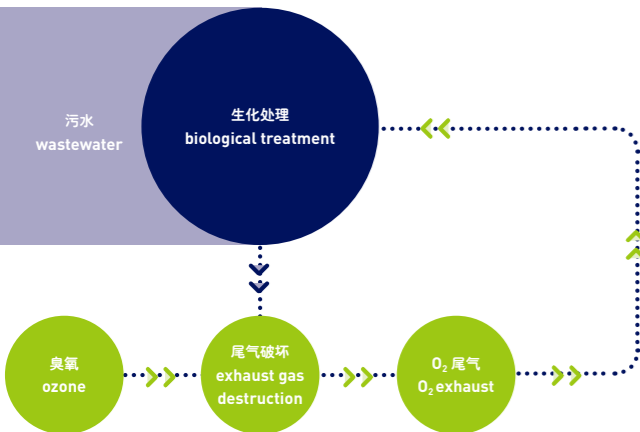 污水
wastewater
生化处理
biological treatment
臭氧
ozone
尾气破坏
exhaust gas
destruction
O₂ 尾气
O₂ exhaust